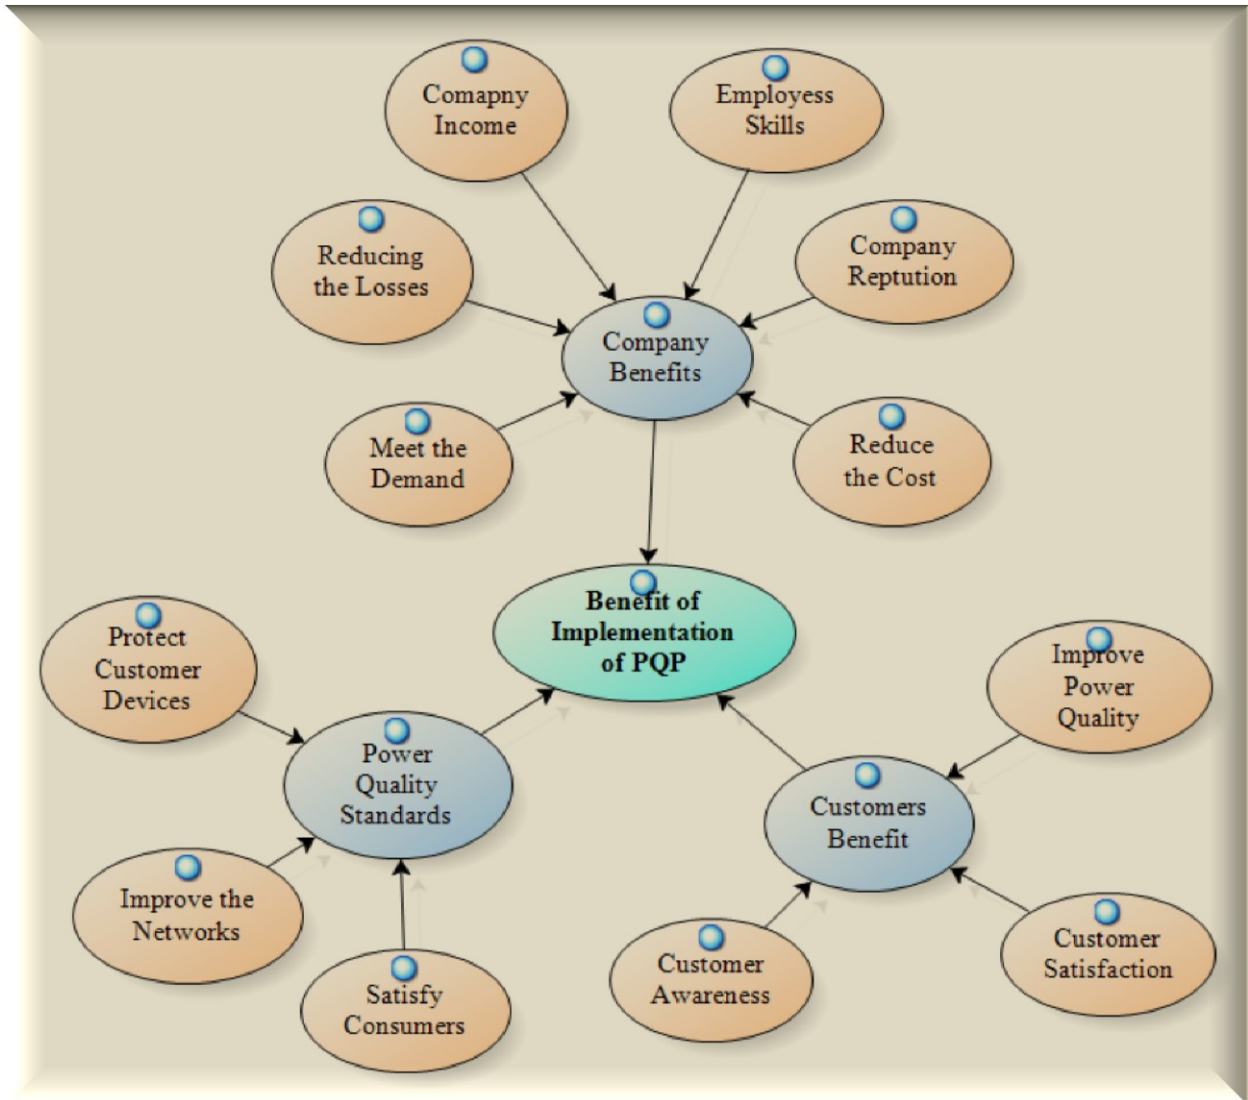 Comapny
Income
Employess
Skills
Reducing
the Losses
Company
Reptution
Company
Benefits
Meet the
Demand
Reduce
the Cost
Benefit of
Implementation
of PQP
Protect
Customer
Devices
Improve
Power
Quality
Power
Quality
Standards
Customers
Benefit
Improve the
Networks
Customer
Awareness
Customer
Satisfaction
Satisfy
Consumers